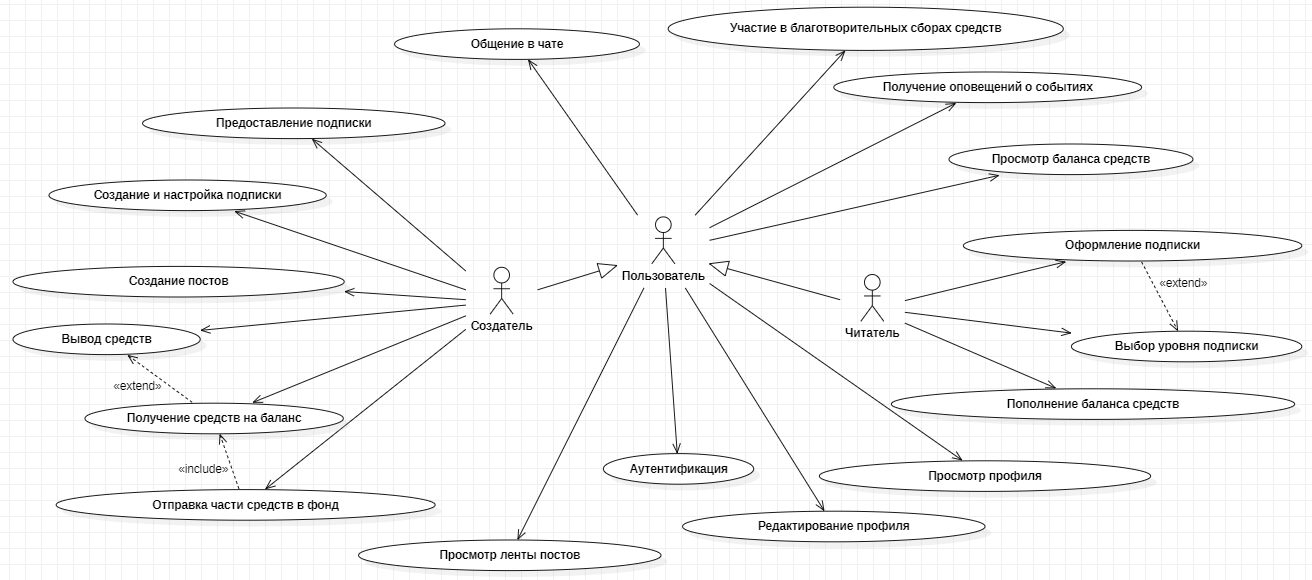 Участие в благотворительных сборах средств
Общение в чате
Получение оповещений о событиях
Предоставление подписки
Просмотр баланса средств
Создание и настройка подписки
Оформление подписки
Пользователь
Создание постов
«extend»
Создатель
Читатель
Вывод средств
Выбор уровня подписки
«extend»
Пополнение баланса средств
Получение средств на баланс
«include»
Аутентификация
Просмотр профиля
Отправка части средств в фонд
Редактирование профиля
Просмотр ленты постов